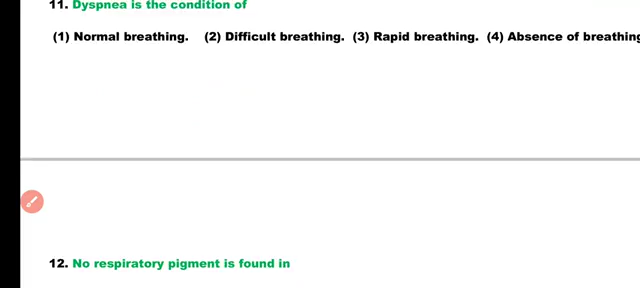 11. Dyspnea is the condition of
(1) Normal breathing. (2) Difficult breathing. (3) Rapid breathing. (4) Absence of breathing
12. No respiratory pigment is found in